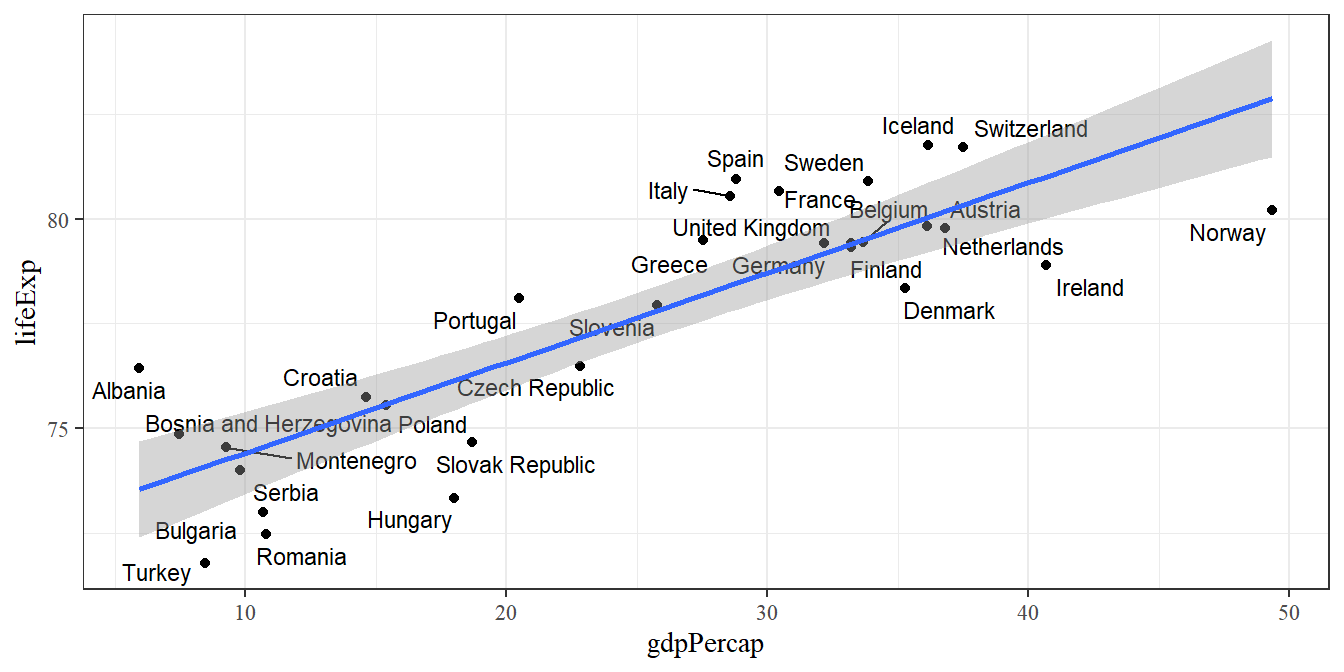 Iceland
Switzerland
Spain
Sweden
Italy
France
Belgium
Austria
United Kingdom
Norway
Netherlands
Greece
Germany
Finland
Ireland
Denmark
Portugal
Slovenia
Croatia
Czech Republic
Albania
Bosnia and Herzegovina
Poland
Montenegro
Slovak Republic
Serbia
Hungary
Bulgaria
Romania
Turkey
80
75
lifeExp
10
20
30
40
50
gdpPercap